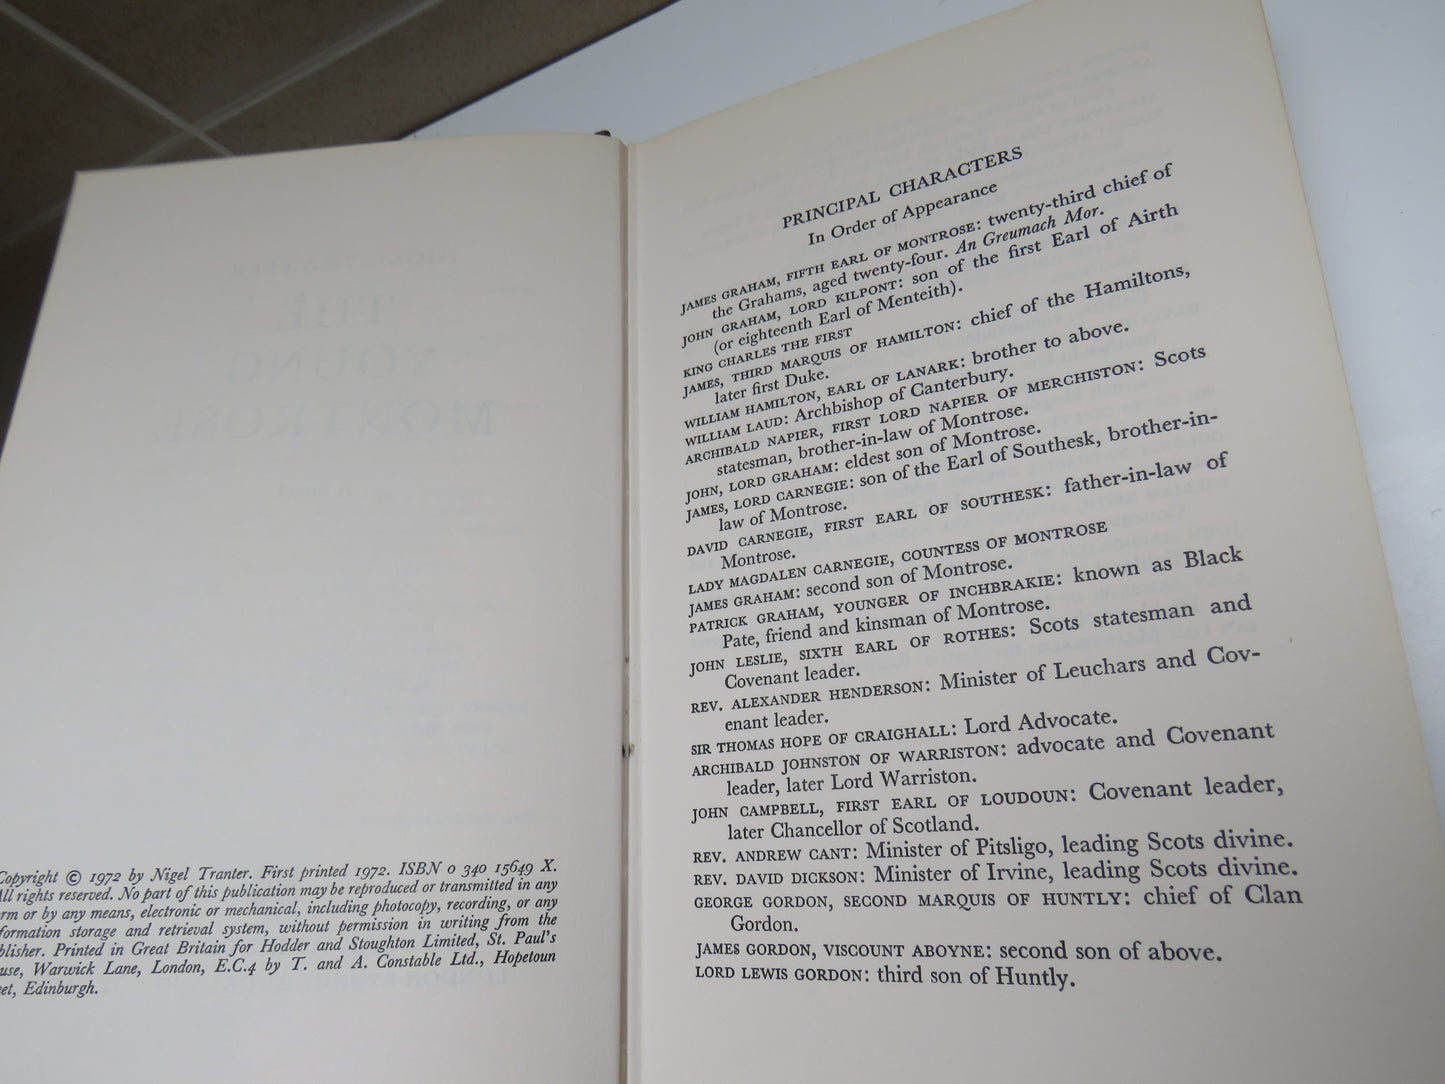 Copyright © 1972 by Nigel Tranter. First printed 1972. ISBN 0 340 15649 X.
All rights reserved. No part of this publication may be reproduced or transmitted in any
rm or by any means, electronic or mechanical, including photocopy, recording, or any
formation storage and retrieval system, without permission in writing from the
blisher. Printed in Great Britain for Hodder and Stoughton Limited, St. Paul's
use, Warwick Lane, London, E.C.4 by T. and A. Constable Ltd., Hopetoun
eet, Edinburgh.
PRINCIPAL CHARACTERS
In Order of Appearance
JAMES GRAHAM, FIFTH EARL OF MONTROSE: twenty-third chief of
the Grahams, aged twenty-four. An Greumach Mor.
JOHN GRAHAM, LORD KILPONT: son of the first Earl of Airth
(or eighteenth Earl of Menteith).
KING CHARLES THE FIRST
JAMES, THIRD MARQUIS OF HAMILTON: chief of the Hamiltons,
later first Duke.
WILLIAM HAMILTON, EARL OF LANARK: brother to above.
WILLIAM LAUD: Archbishop of Canterbury.
ARCHIBALD NAPIER, FIRST LORD NAPIER OF MERCHISTON: Scots
statesman, brother-in-law of Montrose.
JOHN, LORD GRAHAM: eldest son of Montrose.
JAMES, LORD CARNEGIE: son of the Earl of Southesk, brother-in-
law of Montrose.
DAVID CARNEGIE, FIRST EARL OF SOUTHESK: father-in-law of
Montrose.
LADY MAGDALEN CARNEGIE, COUNTESS OF MONTROSE
JAMES GRAHAM: second son of Montrose.
PATRICK GRAHAM, YOUNGER OF INCHBRAKIE: known as Black
Pate, friend and kinsman of Montrose.
JOHN LESLIE, SIXTH EARL OF ROTHES: Scots statesman and
Covenant leader.
REV. ALEXANDER HENDERSON: Minister of Leuchars and Cov-
enant leader.
SIR THOMAS HOPE OF CRAIGHALL: Lord Advocate.
ARCHIBALD JOHNSTON OF WARRISTON: advocate and Covenant
leader, later Lord Warriston.
JOHN CAMPBELL, FIRST EARL OF LOUDOUN: Covenant leader,
later Chancellor of Scotland.
REV. ANDREW CANT: Minister of Pitsligo, leading Scots divine.
REV. DAVID DICKSON: Minister of Irvine, leading Scots divine.
GEORGE GORDON, SECOND MARQUIS OF HUNTLY: chief of Clan
Gordon.
JAMES GORDON, VISCOUNT ABOYNE: second son of above.
LORD LEWIS GORDON: third son of Huntly.